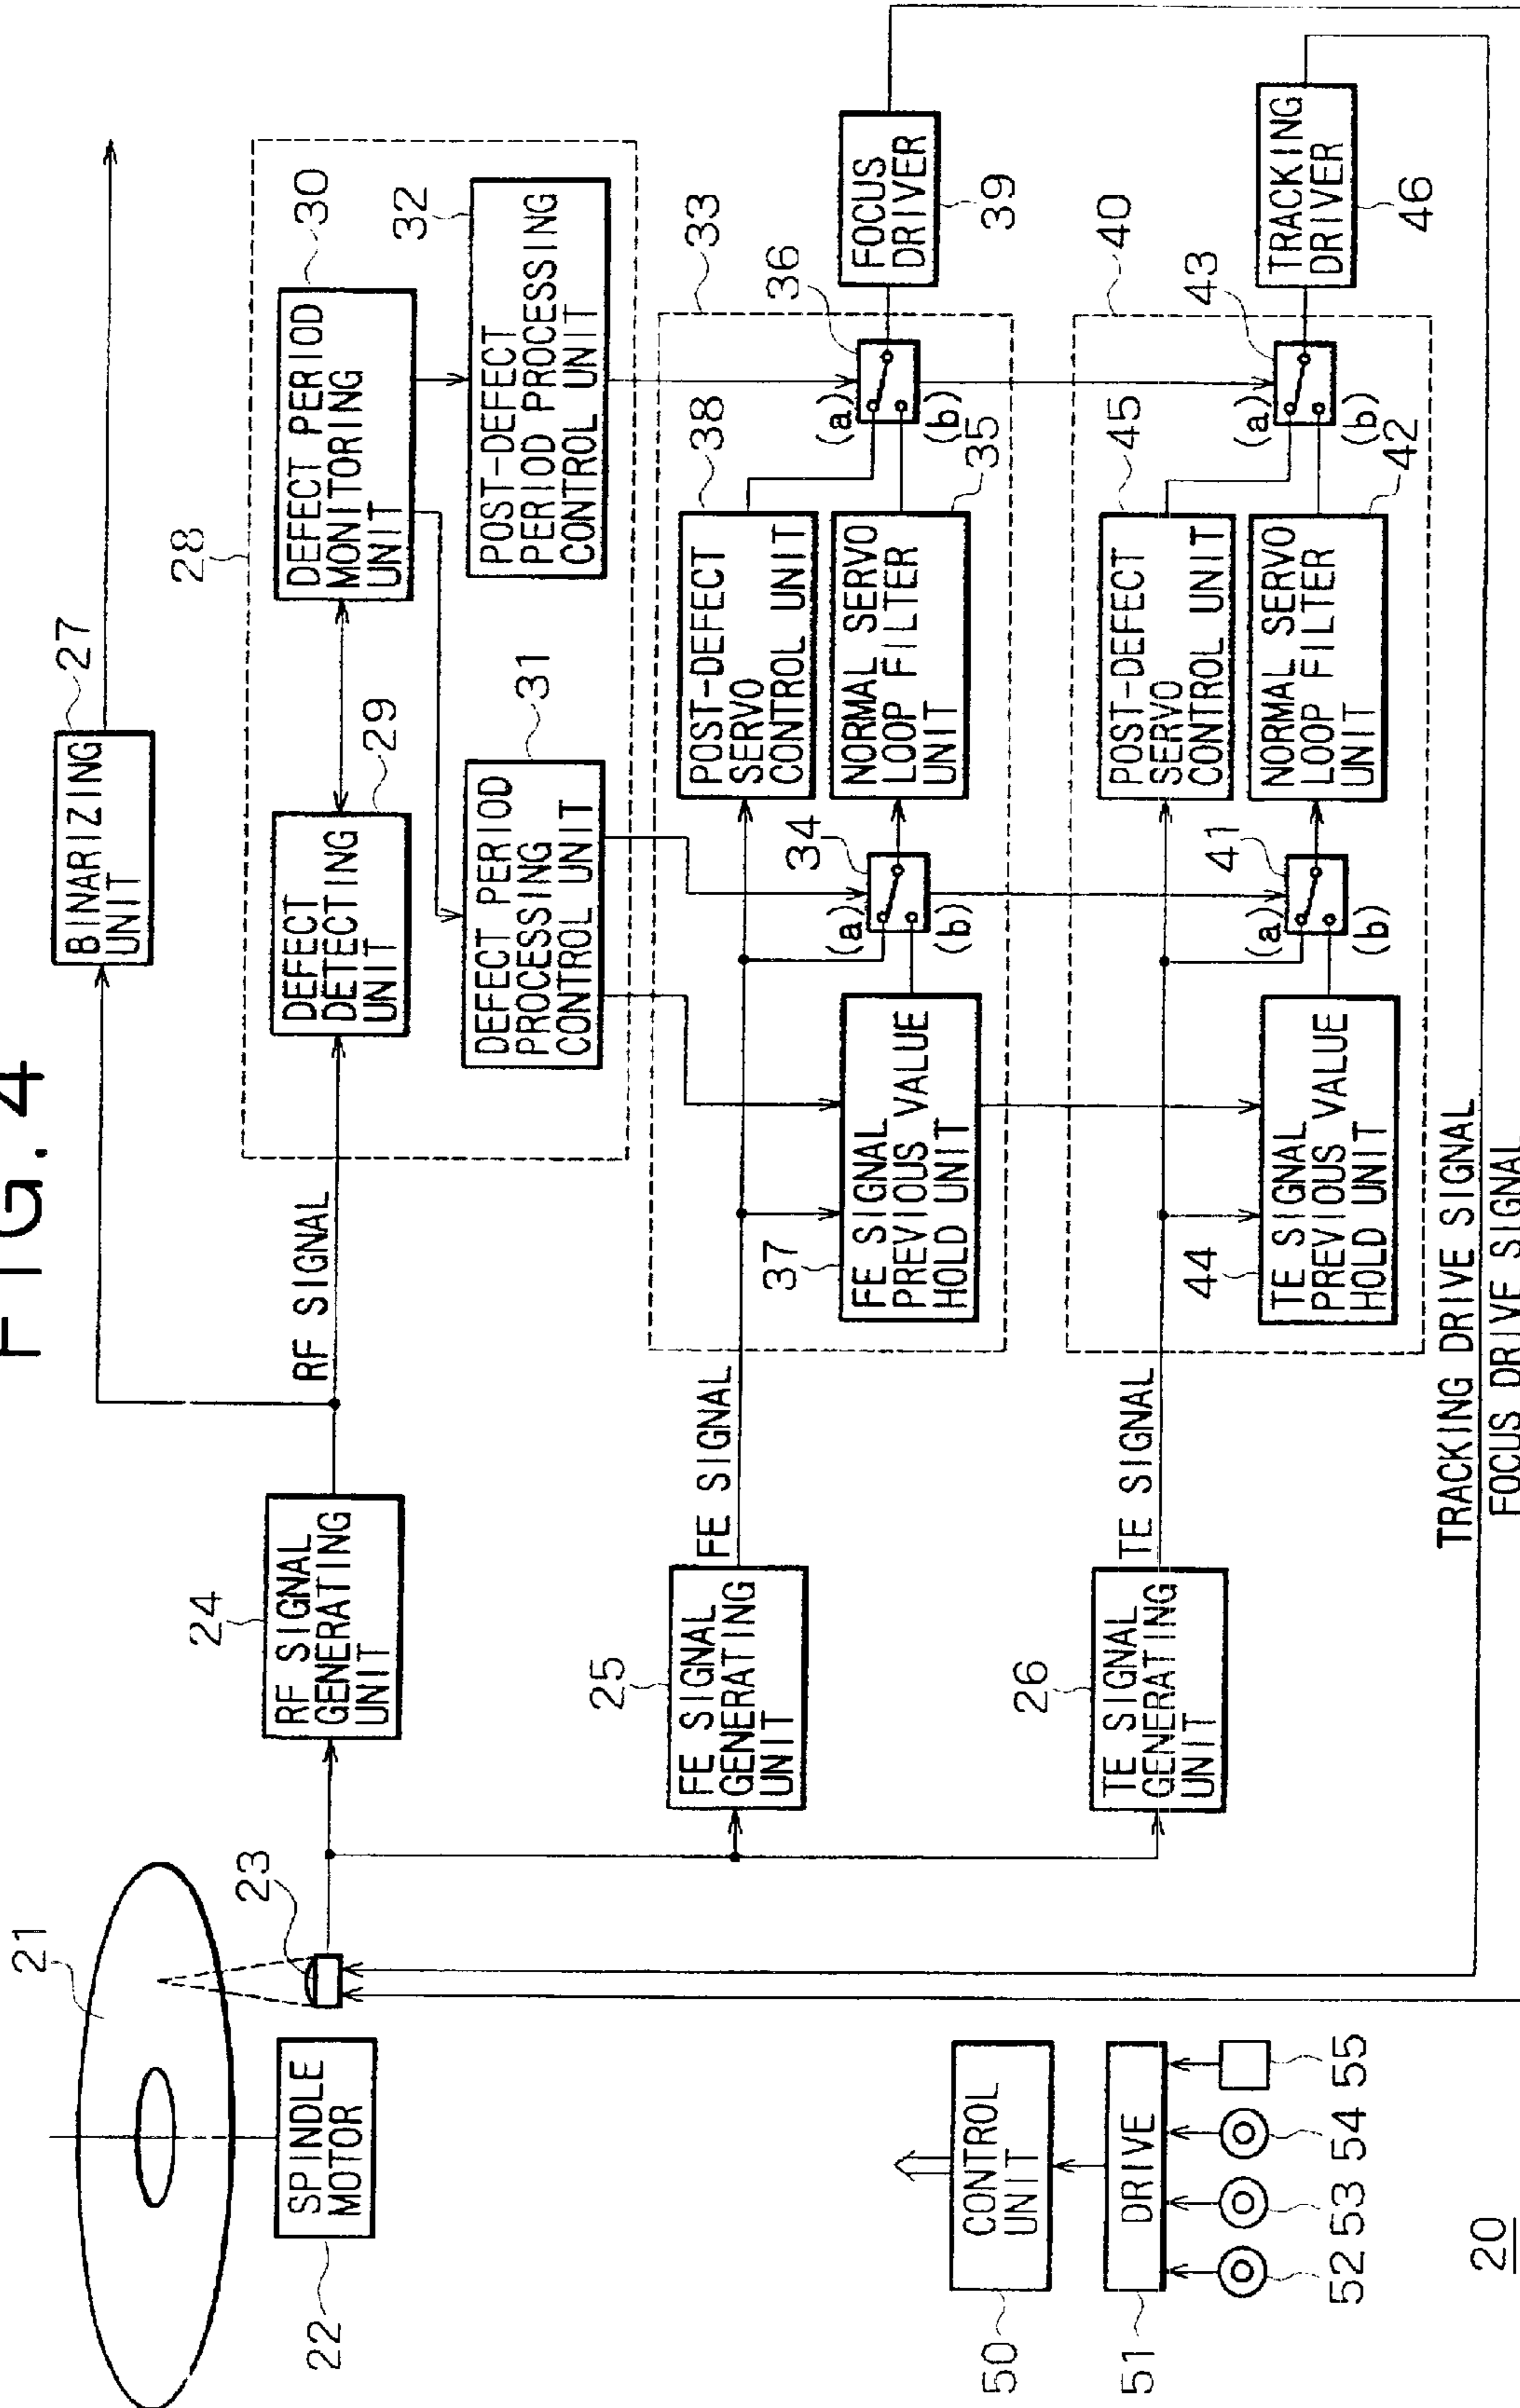 FIG. 4
21
23
SPINDLE
MOTOR
22
24
RF SIGNAL
GENERATING
UNIT
RF SIGNAL
BINARIZING
UNIT
27
28
DEFECT
DETECTING
UNIT
29
DEFECT PERIOD
MONITORING
UNIT
30
DEFECT PERIOD
PROCESSING
CONTROL UNIT
31
POST-DEFECT
PERIOD PROCESSING
CONTROL UNIT
32
25
FE SIGNAL
GENERATING
UNIT
FE SIGNAL
33
37
FE SIGNAL
PREVIOUS VALUE
HOLD UNIT
34
(a)
(b)
POST-DEFECT
SERVO
CONTROL UNIT
38
NORMAL SERVO
LOOP FILTER
UNIT
35
36
(a)
(b)
FOCUS
DRIVER
39
26
TE SIGNAL
GENERATING
UNIT
TE SIGNAL
40
44
TE SIGNAL
PREVIOUS VALUE
HOLD UNIT
41
(a)
(b)
POST-DEFECT
SERVO
CONTROL UNIT
45
NORMAL SERVO
LOOP FILTER
UNIT
42
43
(a)
(b)
TRACKING
DRIVER
46
TRACKING DRIVE SIGNAL
FOCUS DRIVE SIGNAL
50
CONTROL
UNIT
51
DRIVE
52
53
54
55
20